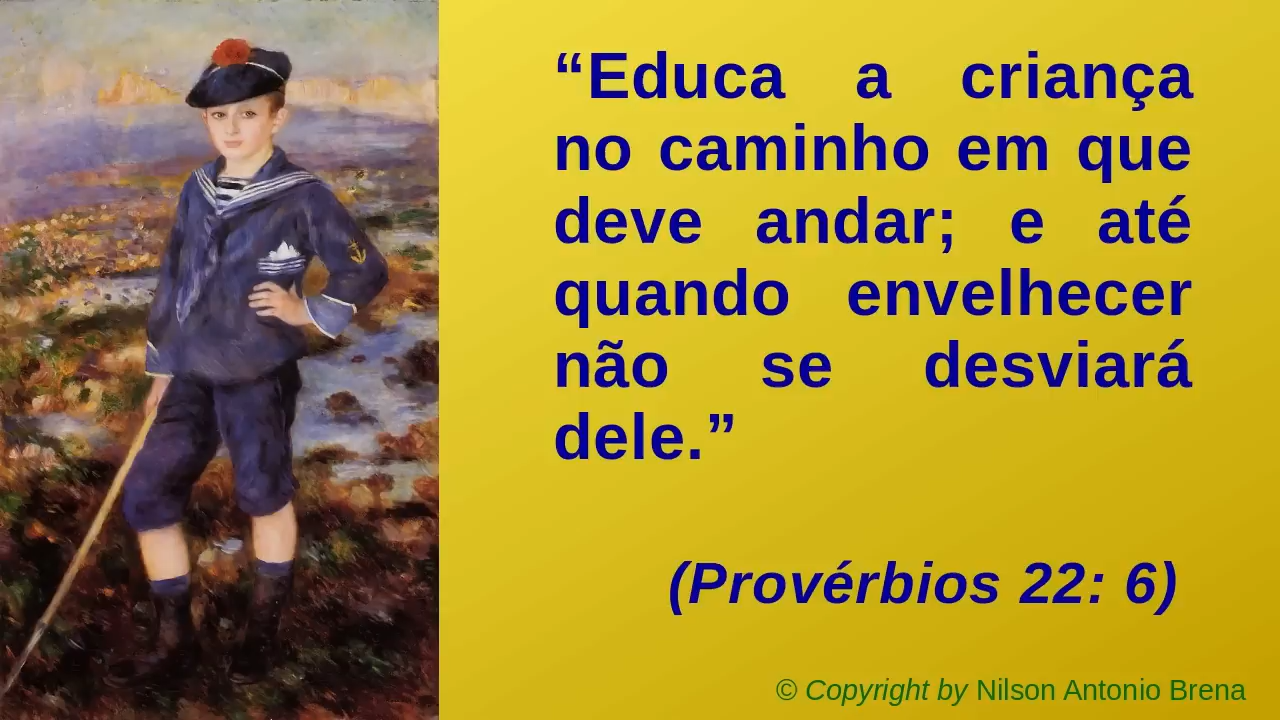 “Educa a criança
no caminho em que
deve andar; e até
quando envelhecer
não se desviará
dele.”
(Provérbios 22: 6)
© Copyright by Nilson Antonio Brena